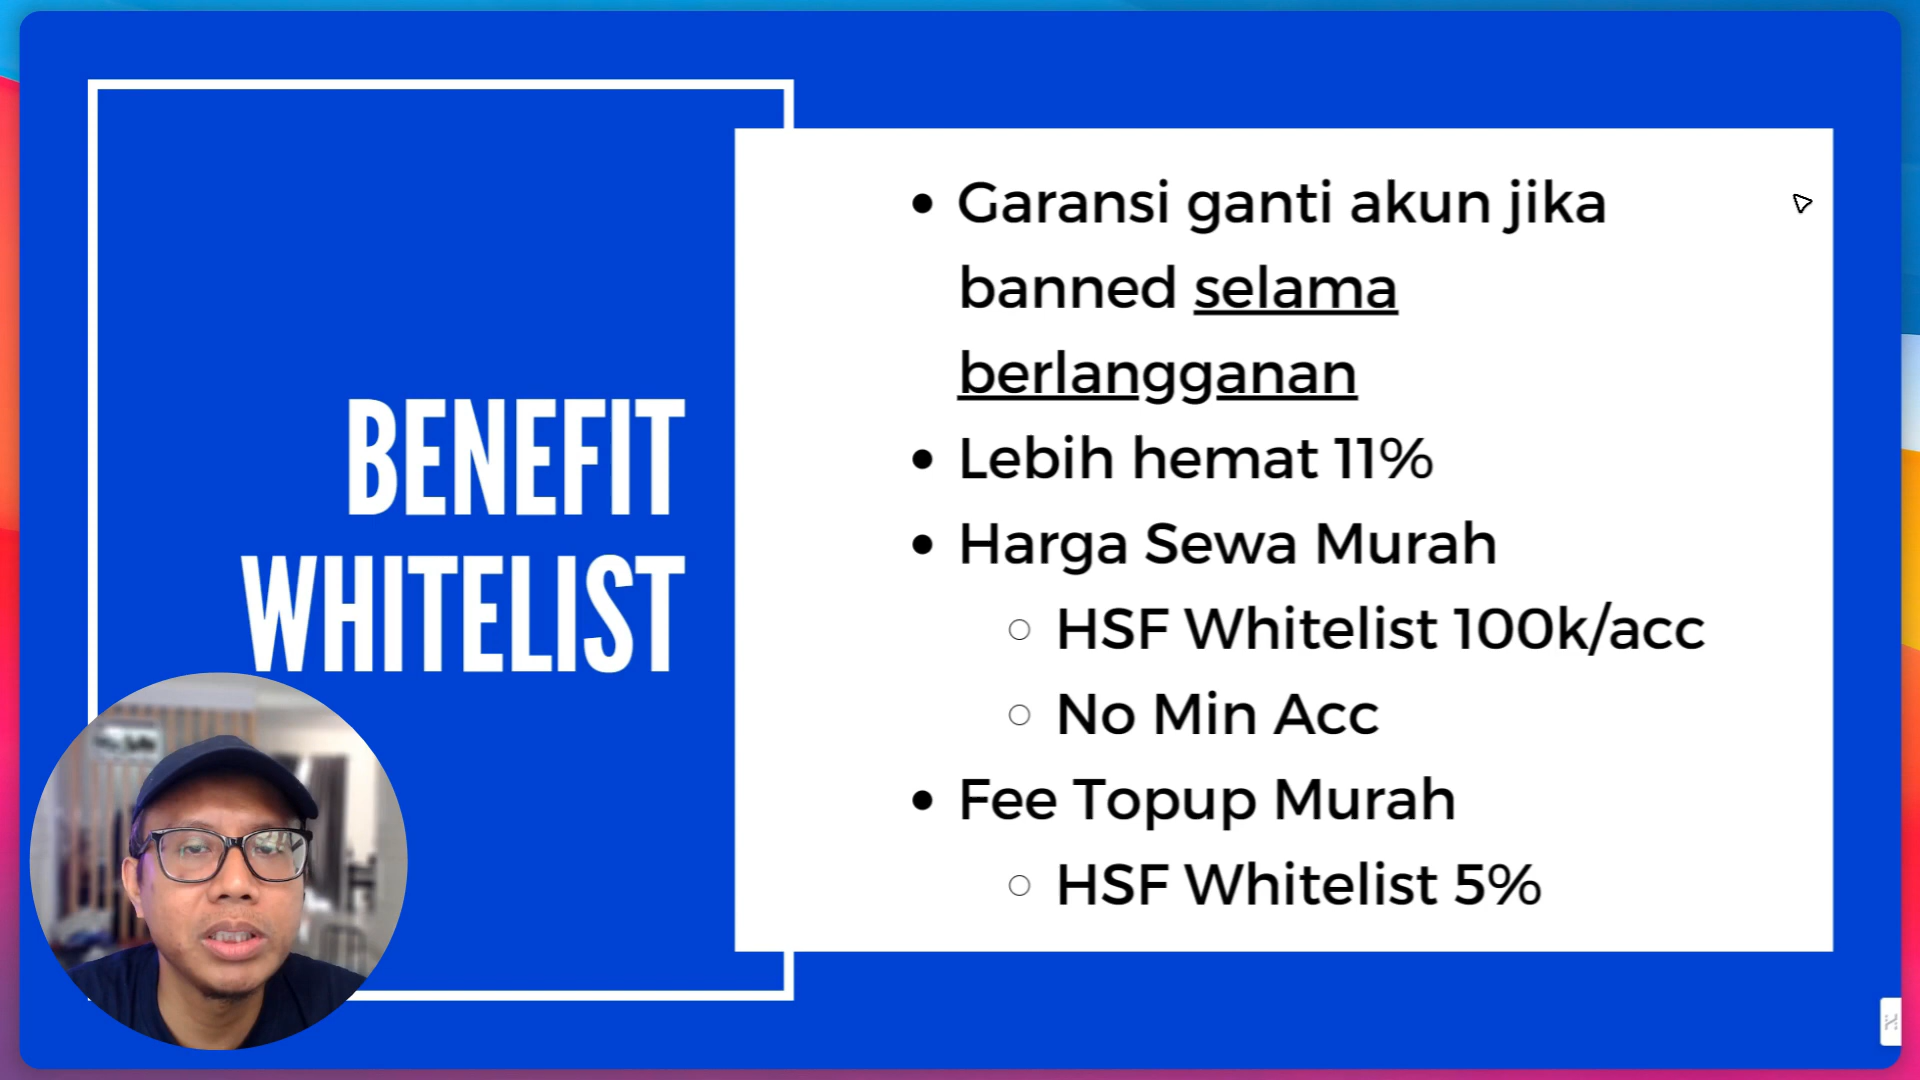 BENEFIT
WHITELIST
Garansi ganti akun jika
banned selama
berlangganan
Lebih hemat 11%
Harga Sewa Murah
HSF Whitelist 100k/acc
No Min Acc
Fee Topup Murah
HSF Whitelist 5%